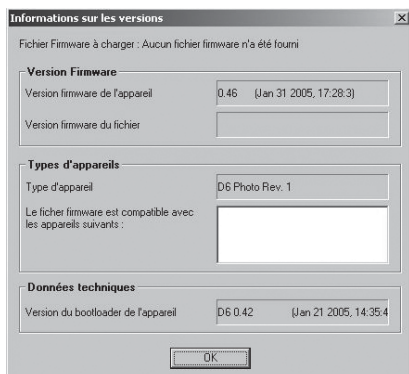 Informations sur les versions
Fichier Firmware à charger : Aucun fichier firmware n'a été fourni
Version Firmware
Version firmware de l'appareil 0.46 (Jan 31 2005, 17:28:3)
Version firmware du fichier
Types d'appareils
Type d'appareil D6 Photo Rev. 1
Le ficher firmware est compatible avec
les appareils suivants :
Données techniques
Version du bootloader de l'appareil D6 0.42 (Jan 21 2005, 14:35:4
OK